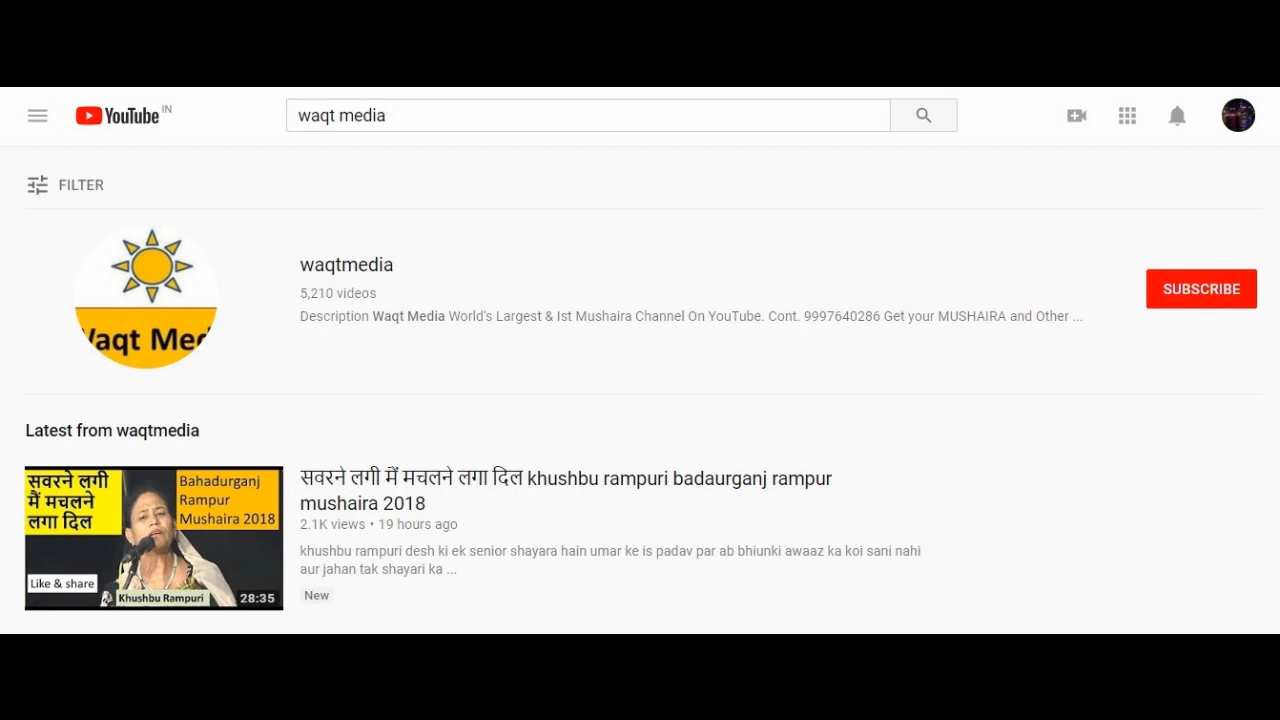 YouTube IN
waqt media
FILTER
waqtmedia
5,210 videos
SUBSCRIBE
Description Waqt Media World's Largest & Ist Mushaira Channel On YouTube. Cont. 9997640286 Get your MUSHAIRA and Other ...
Waqt Med
Latest from waqtmedia
सवरने लगी
मैं मचलने
लगा दिल
Bahadurganj
Rampur
Mushaira 2018
Like & share
Khushbu Rampuri
28:35
सवरने लगी मैं मचलने लगा दिल khushbu rampuri badaurganj rampur
mushaira 2018
2.1K views • 19 hours ago
khushbu rampuri desh ki ek senior shayara hain umar ke is padav par ab bhiunki awaaz ka koi sani nahi
aur jahan tak shayari ka ...
New